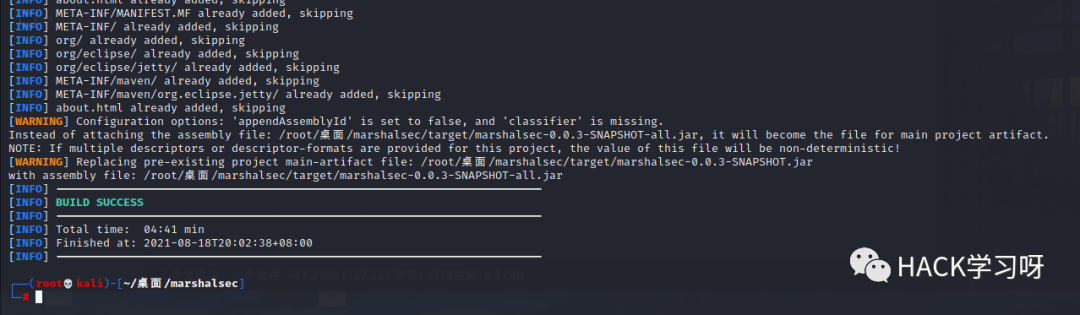 [INFO] about.html already added, skipping
[INFO] META-INF/MANIFEST.MF already added, skipping
[INFO] META-INF/ already added, skipping
[INFO] org/ already added, skipping
[INFO] org/eclipse/ already added, skipping
[INFO] org/eclipse/jetty/ already added, skipping
[INFO] META-INF/maven/ already added, skipping
[INFO] META-INF/maven/org.eclipse.jetty/ already added, skipping
[INFO] about.html already added, skipping
[WARNING] Configuration options: 'appendAssemblyId' is set to false, and 'classifier' is missing.
Instead of attaching the assembly file: /root/桌面/marshalsec/target/marshalsec-0.0.3-SNAPSHOT-all.jar, it will become the file for main project artifact.
NOTE: If multiple descriptors or descriptor-formats are provided for this project, the value of this file will be non-deterministic!
[WARNING] Replacing pre-existing project main-artifact file: /root/桌面/marshalsec/target/marshalsec-0.0.3-SNAPSHOT.jar
with assembly file: /root/桌面/marshalsec/target/marshalsec-0.0.3-SNAPSHOT-all.jar
[INFO] ------------------------------------------------------------------------
[INFO] BUILD SUCCESS
[INFO] ------------------------------------------------------------------------
[INFO] Total time:  04:41 min
[INFO] Finished at: 2021-08-18T20:02:38+08:00
[INFO] ------------------------------------------------------------------------
HACK学习呀
┌──(root💀kali)-[~/桌面/marshalsec]
└─#